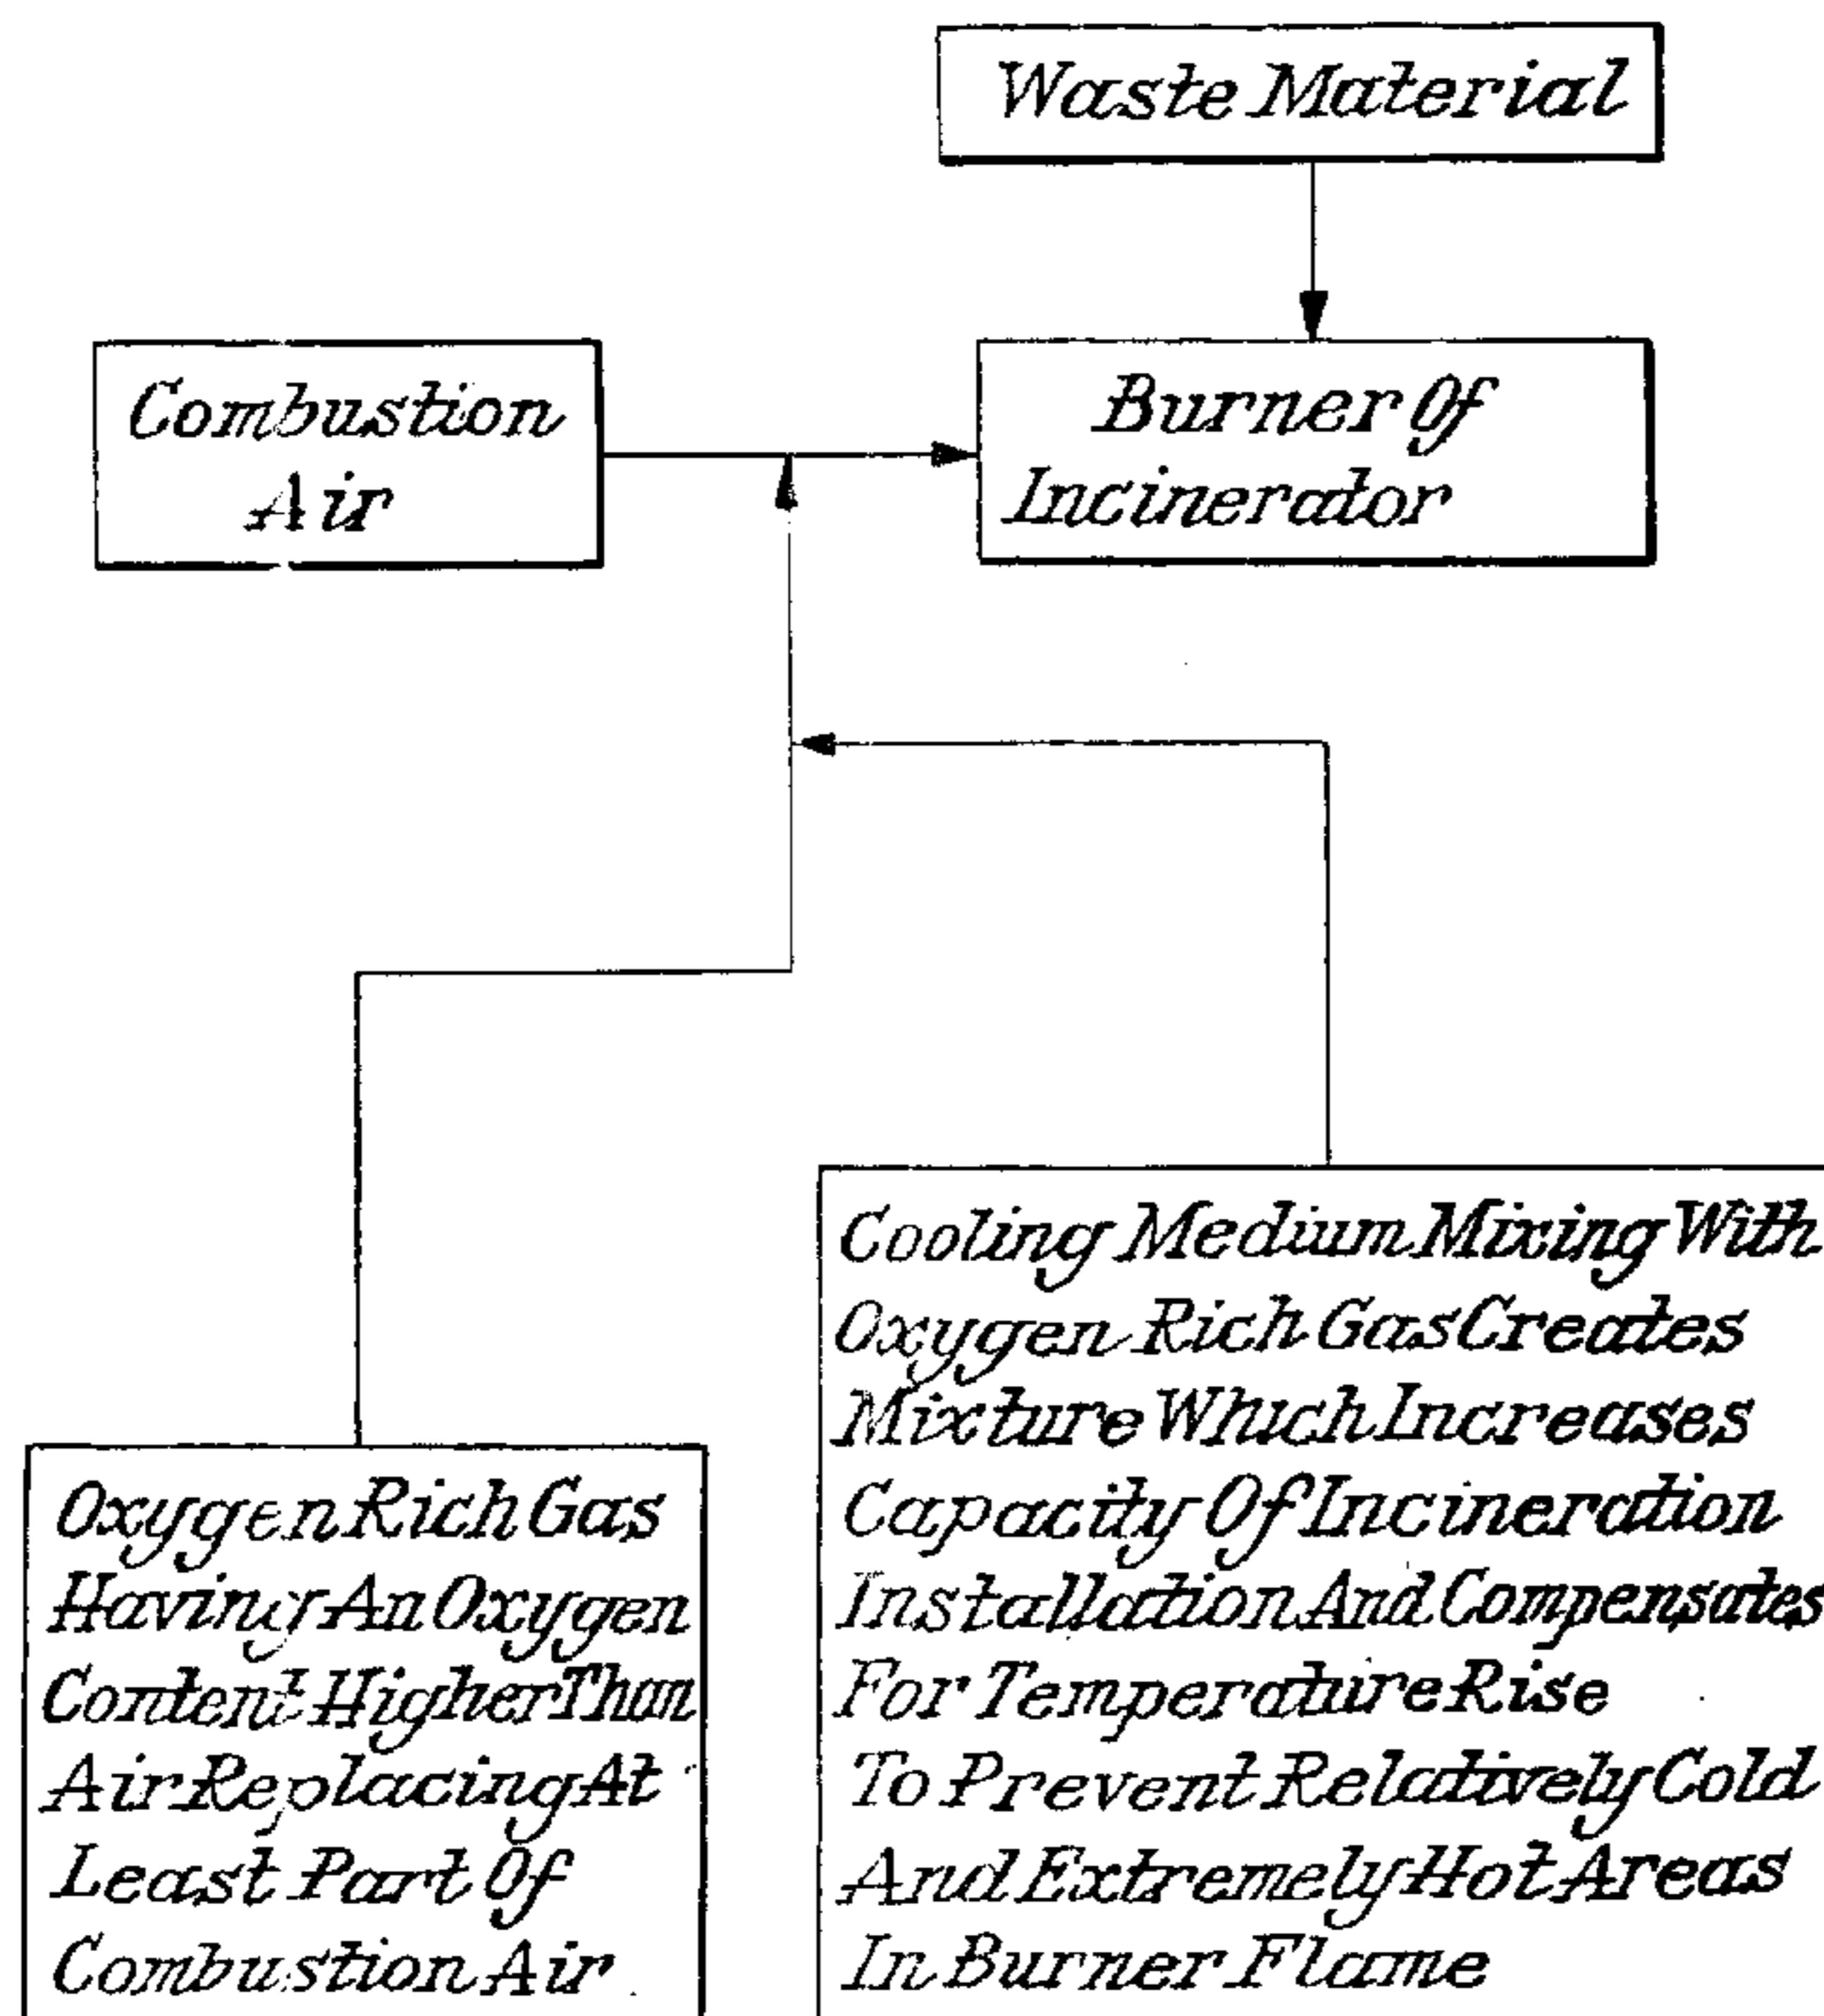 Waste Material
Combustion
Air
Burner Of
Incinerator
Oxygen Rich Gas
Having An Oxygen
Content Higher Than
Air Replacing At
Least Part Of
Combustion Air
Cooling Medium Mixing With
Oxygen Rich Gas Creates
Mixture Which Increases
Capacity Of Incineration
Installation And Compensates
For Temperature Rise
To Prevent Relatively Cold
And Extremely Hot Areas
In Burner Flame